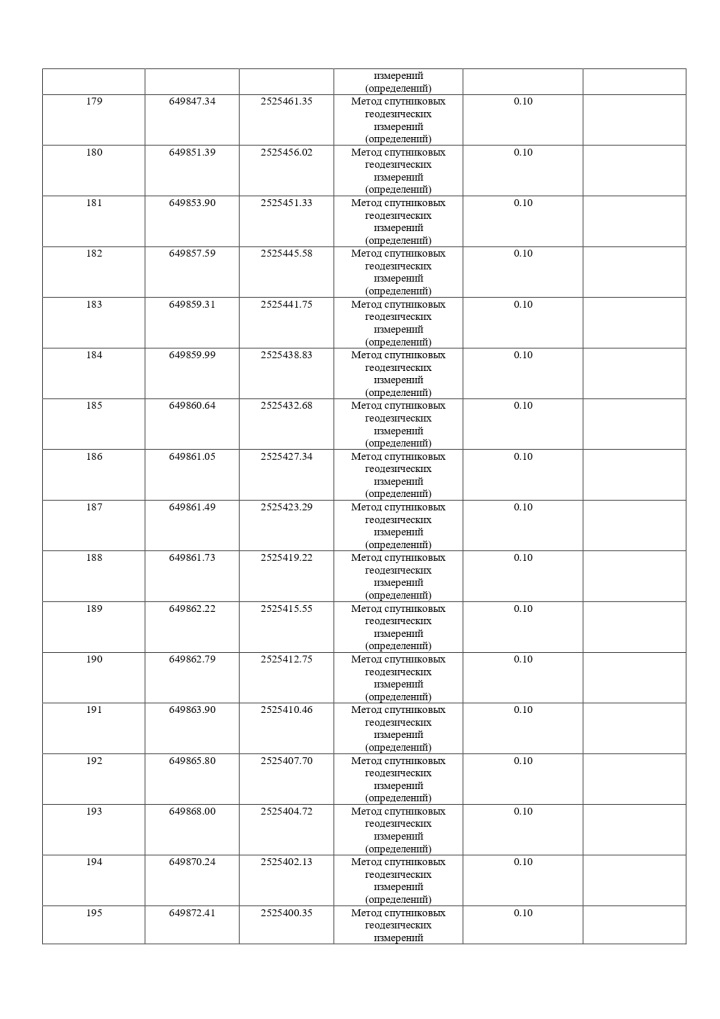 измерений
(определений)
179 649847.34 2525461.35 Метод спутниковых 0.10
геодезических
измерений
(определений)
180 649851.39 2525456.02 Метод спутниковых 0.10
геодезических
измерений
(определений)
181 649853.90 2525451.33 Метод спутниковых 0.10
геодезических
измерений
(определений)
182 649857.59 2525445.58 Метод спутниковых 0.10
геодезических
измерений
(определений)
183 649859.31 2525441.75 Метод спутниковых 0.10
геодезических
измерений
(определений)
184 649859.99 2525438.83 Метод спутниковых 0.10
геодезических
измерений
(определений)
185 649860.64 2525432.68 Метод спутниковых 0.10
геодезических
измерений
(определений)
186 649861.05 2525427.34 Метод спутниковых 0.10
геодезических
измерений
(определений)
187 649861.49 2525423.29 Метод спутниковых 0.10
геодезических
измерений
(определений)
188 649861.73 2525419.22 Метод спутниковых 0.10
геодезических
измерений
(определений)
189 649862.22 2525415.55 Метод спутниковых 0.10
геодезических
измерений
(определений)
190 649862.79 2525412.75 Метод спутниковых 0.10
геодезических
измерений
(определений)
191 649863.90 2525410.46 Метод спутниковых 0.10
геодезических
измерений
(определений)
192 649865.80 2525407.70 Метод спутниковых 0.10
геодезических
измерений
(определений)
193 649868.00 2525404.72 Метод спутниковых 0.10
геодезических
измерений
(определений)
194 649870.24 2525402.13 Метод спутниковых 0.10
геодезических
измерений
(определений)
195 649872.41 2525400.35 Метод спутниковых 0.10
геодезических
измерений